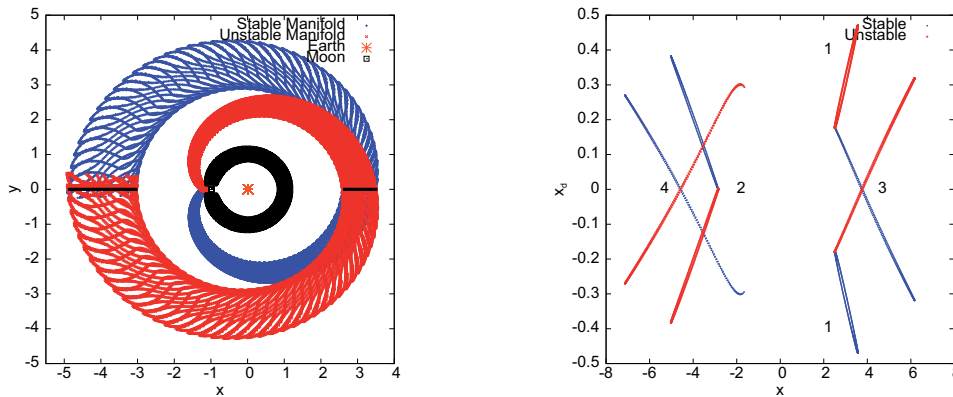 Stable Manifold
Unstable Manifold
Earth
Moon
5
4
3
2
1
0
-1
-2
-3
-4
-5
y
-5 -4 -3 -2 -1 0 1 2 3 4
x
Stable
Unstable
0.5
0.4
0.3
0.2
0.1
0
-0.1
-0.2
-0.3
-0.4
-0.5
x_d
1
4 2 3
1
-8 -6 -4 -2 0 2 4 6 8
x